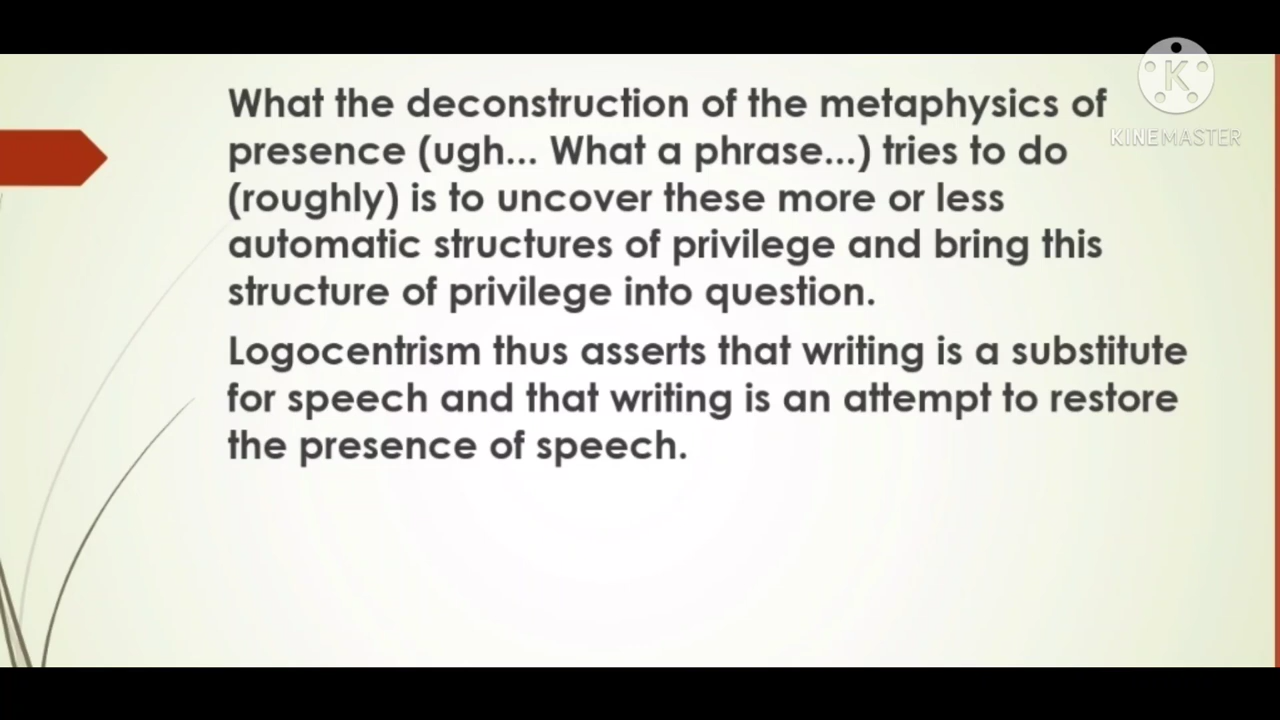 What the deconstruction of the metaphysics of
presence (ugh... What a phrase...) tries to do
(roughly) is to uncover these more or less
automatic structures of privilege and bring this
structure of privilege into question.
Logocentrism thus asserts that writing is a substitute
for speech and that writing is an attempt to restore
the presence of speech.
K
KINEMASTER